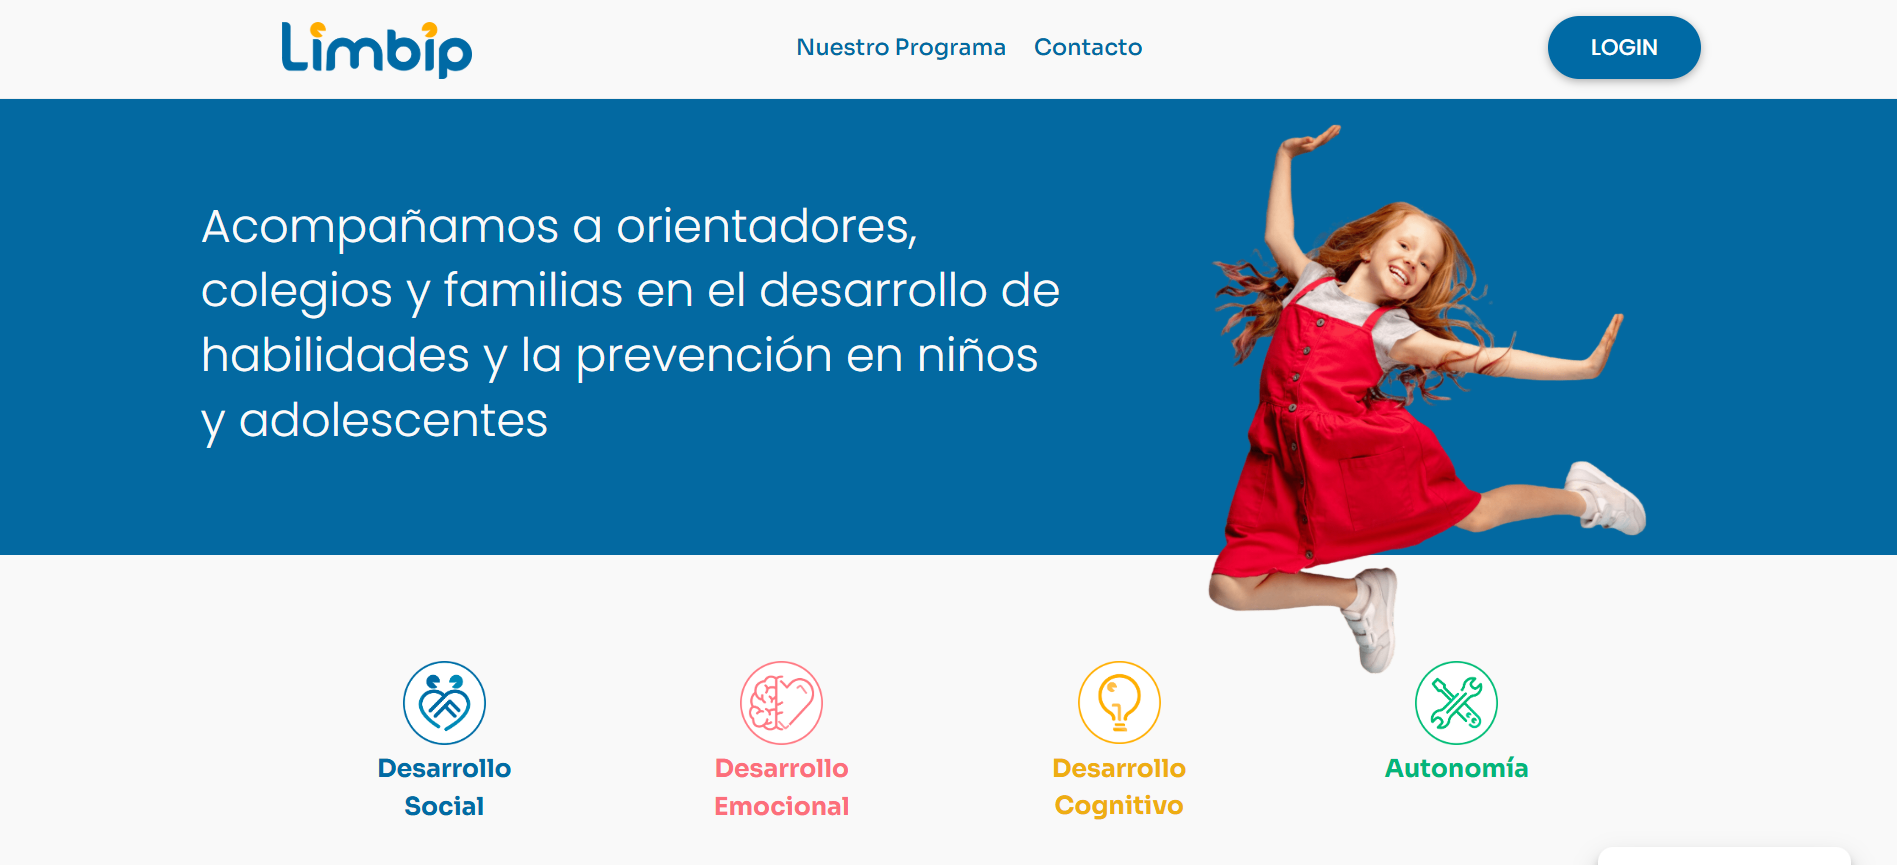 Limbip
Nuestro Programa
Contacto
LOGIN
Acompañamos a orientadores,
colegios y familias en el desarrollo de
habilidades y la prevención en niños
y adolescentes
Desarrollo
Social
Desarrollo
Emocional
Desarrollo
Cognitivo
Autonomía